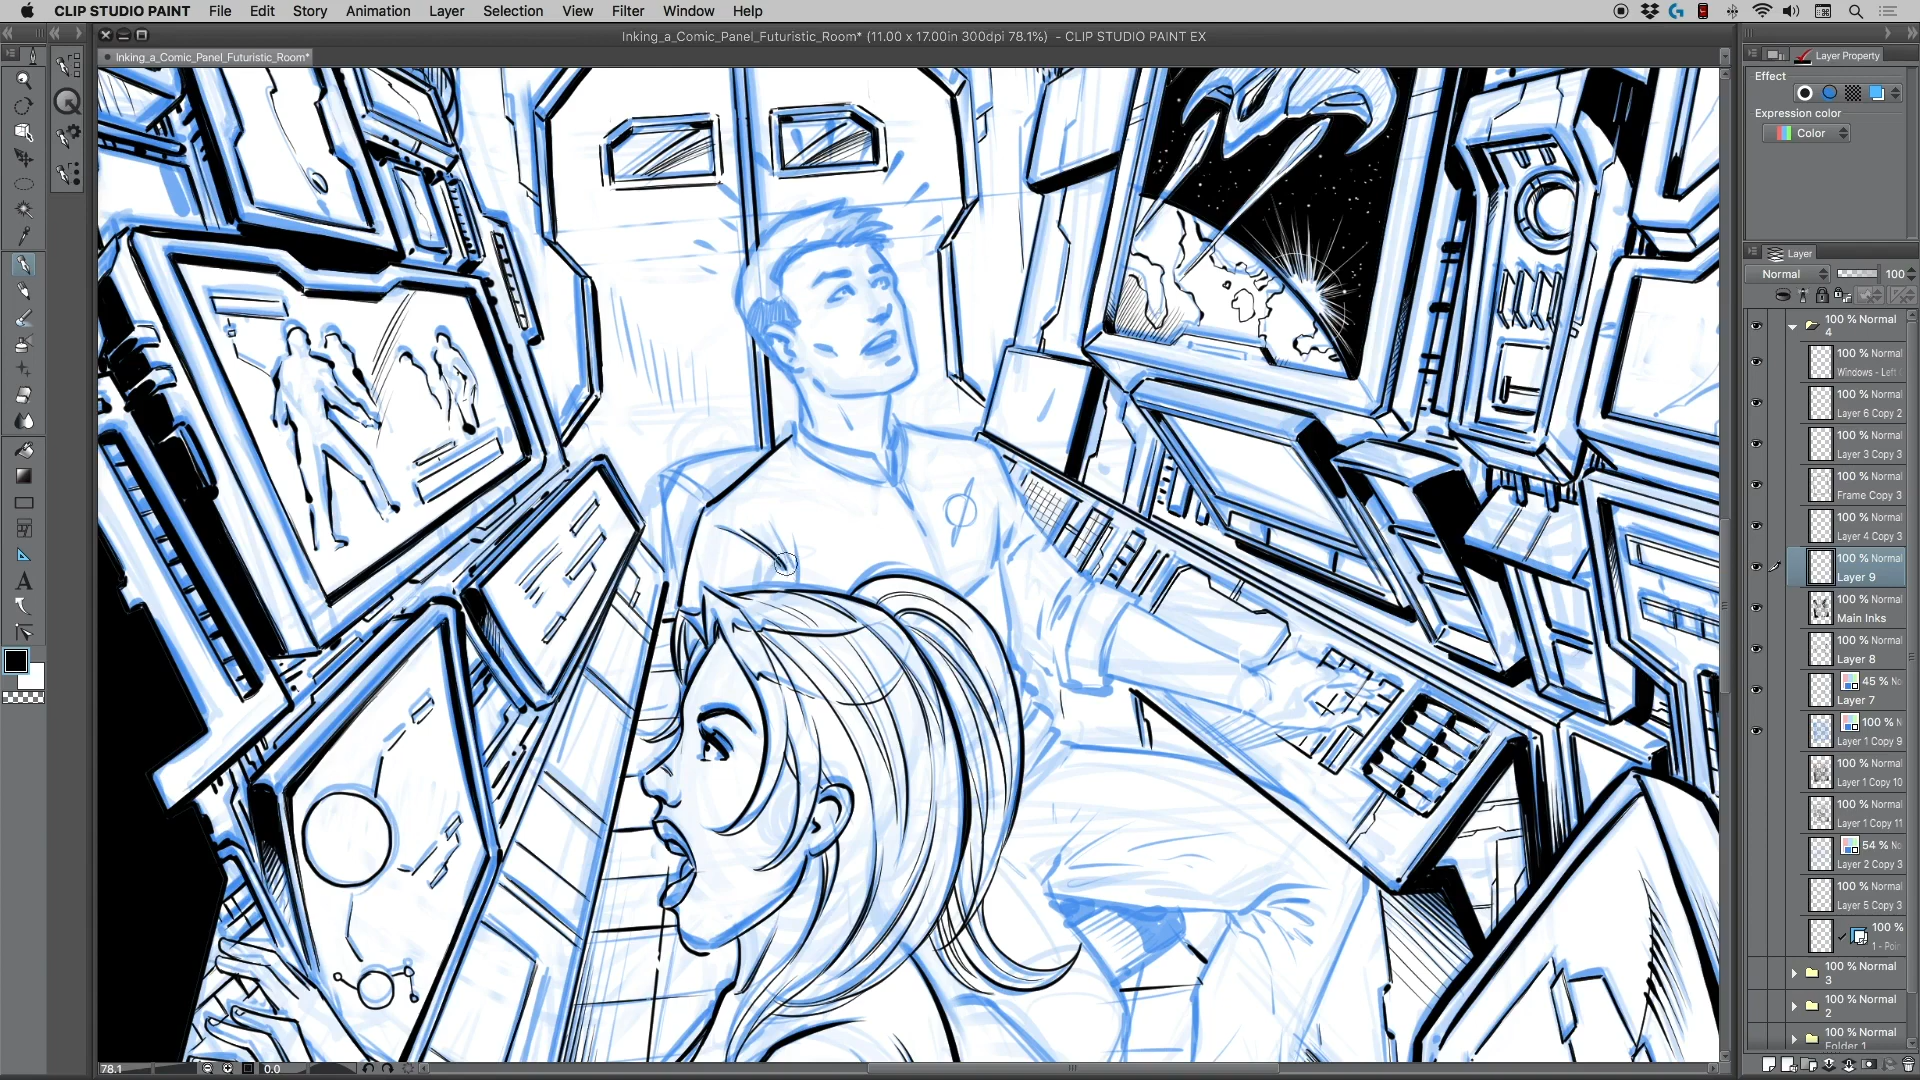 CLIP STUDIO PAINT File Edit Story Animation Layer Selection View Filter Window Help
Inking_a_Comic_Panel_Futuristic_Room* (11.00 x 17.00in 300dpi 78.1%) - CLIP STUDIO PAINT EX
Inking_a_Comic_Panel_Futuristic_Room*
Layer Property
Effect
Expression color
Color
Layer
Normal 100
100 % Normal
4
100 % Normal
Windows - Left
100 % Normal
Layer 6 Copy 2
100 % Normal
Layer 3 Copy 3
100 % Normal
Frame Copy 3
100 % Normal
Layer 4 Copy 3
100 % Normal
Layer 9
100 % Normal
Main Inks
100 % Normal
Layer 8
45 % No
Layer 7
100 % N
Layer 1 Copy 9
100 % Normal
Layer 1 Copy 10
100 % Normal
Layer 1 Copy 11
54 % No
Layer 2 Copy 3
100 % Normal
Layer 5 Copy 3
100 %
1 - Poin
100 % Normal
3
100 % Normal
2
100 % Normal
Folder 1
78.1 0.0